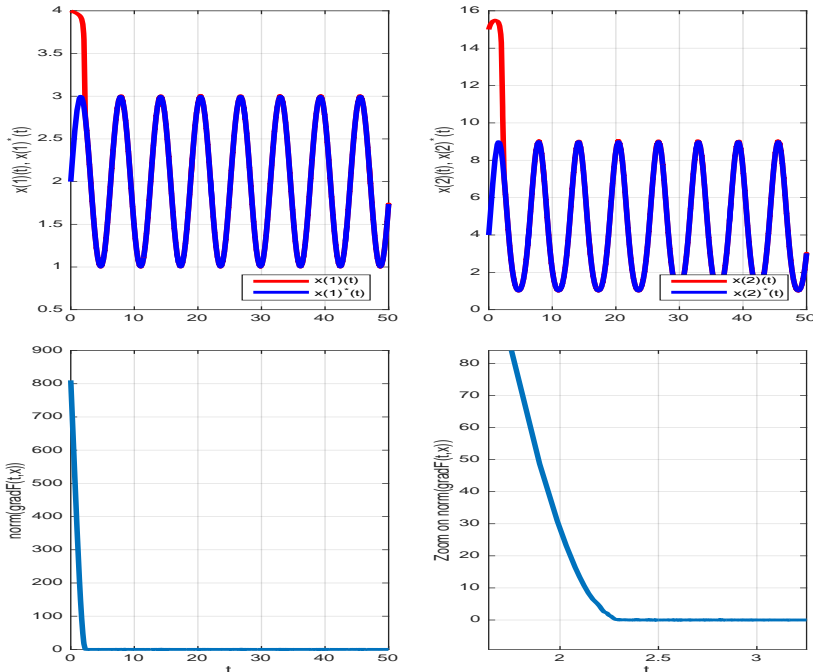 4
3.5
3
2.5
2
1.5
1
0.5
0 10 20 30 40 50
x(1)(t), x(1)*(t)
x(1)(t)
x(1)*(t)
16
14
12
10
8
6
4
2
0
0 10 20 30 40 50
x(2)(t), x(2)*(t)
x(2)(t)
x(2)*(t)
900
800
700
600
500
400
300
200
100
0
0 10 20 30 40 50
norm(gradF(t,x))
t
80
70
60
50
40
30
20
10
0
2 2.5 3
Zoom on norm(gradF(t,x))
t